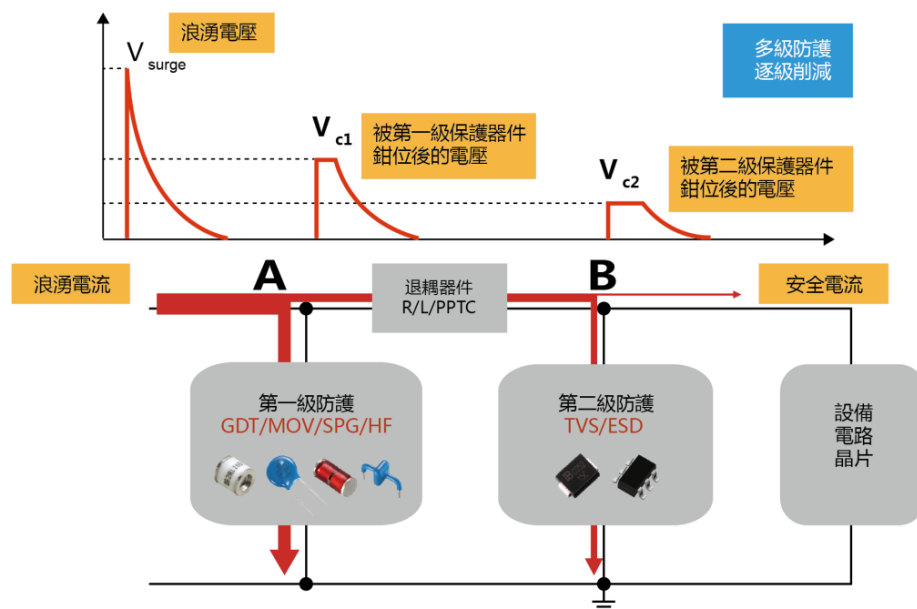 浪湧電壓
V surge
多級防護
逐級削減
V c1
被第一級保護器件
鉗位後的電壓
V c2
被第二級保護器件
鉗位後的電壓
浪湧電流
A
退耦器件
R/L/PPTC
B
安全電流
第一級防護
GDT/MOV/SPG/HF
第二級防護
TVS/ESD
設備
電路
晶片